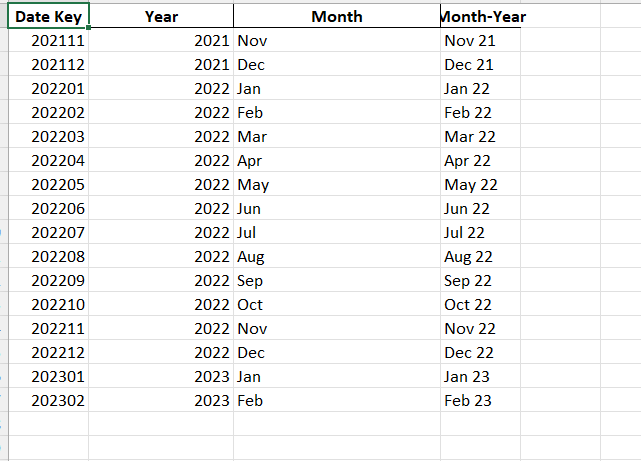 Date Key Year Month Month-Year
202111 2021 Nov Nov 21
202112 2021 Dec Dec 21
202201 2022 Jan Jan 22
202202 2022 Feb Feb 22
202203 2022 Mar Mar 22
202204 2022 Apr Apr 22
202205 2022 May May 22
202206 2022 Jun Jun 22
202207 2022 Jul Jul 22
202208 2022 Aug Aug 22
202209 2022 Sep Sep 22
202210 2022 Oct Oct 22
202211 2022 Nov Nov 22
202212 2022 Dec Dec 22
202301 2023 Jan Jan 23
202302 2023 Feb Feb 23